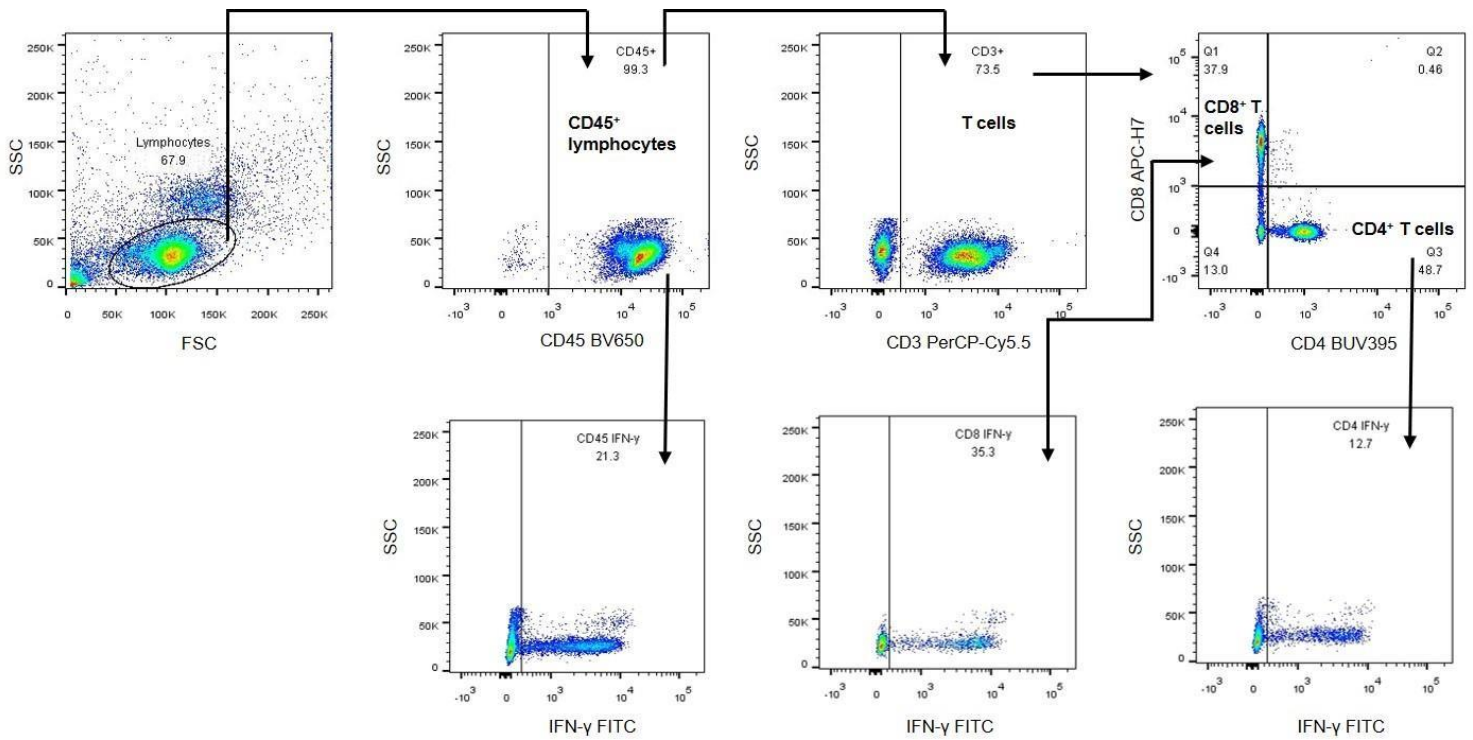 250K
200K
150K
100K
50K
0
SSC
Lymphocytes
67.9
0
50K
100K
150K
200K
250K
FSC
250K
200K
150K
100K
50K
0
SSC
CD45+
99.3
CD45⁺
lymphocytes
-10³
0
10³
10⁴
10⁵
CD45 BV650
250K
200K
150K
100K
50K
0
SSC
CD3+
73.5
T cells
-10³
0
10³
10⁴
10⁵
CD3 PerCP-Cy5.5
10⁵
10⁴
10³
0
-10³
CD8 APC-H7
Q1
37.9
Q2
0.46
CD8⁺ T
cells
CD4⁺ T cells
Q4
13.0
Q3
48.7
-10³
0
10³
10⁴
10⁵
CD4 BUV395
250K
200K
150K
100K
50K
0
SSC
CD45 IFN-γ
21.3
-10³
0
10³
10⁴
10⁵
IFN-γ FITC
250K
200K
150K
100K
50K
0
SSC
CD8 IFN-γ
35.3
-10³
0
10³
10⁴
10⁵
IFN-γ FITC
250K
200K
150K
100K
50K
0
SSC
CD4 IFN-γ
12.7
-10³
0
10³
10⁴
10⁵
IFN-γ FITC